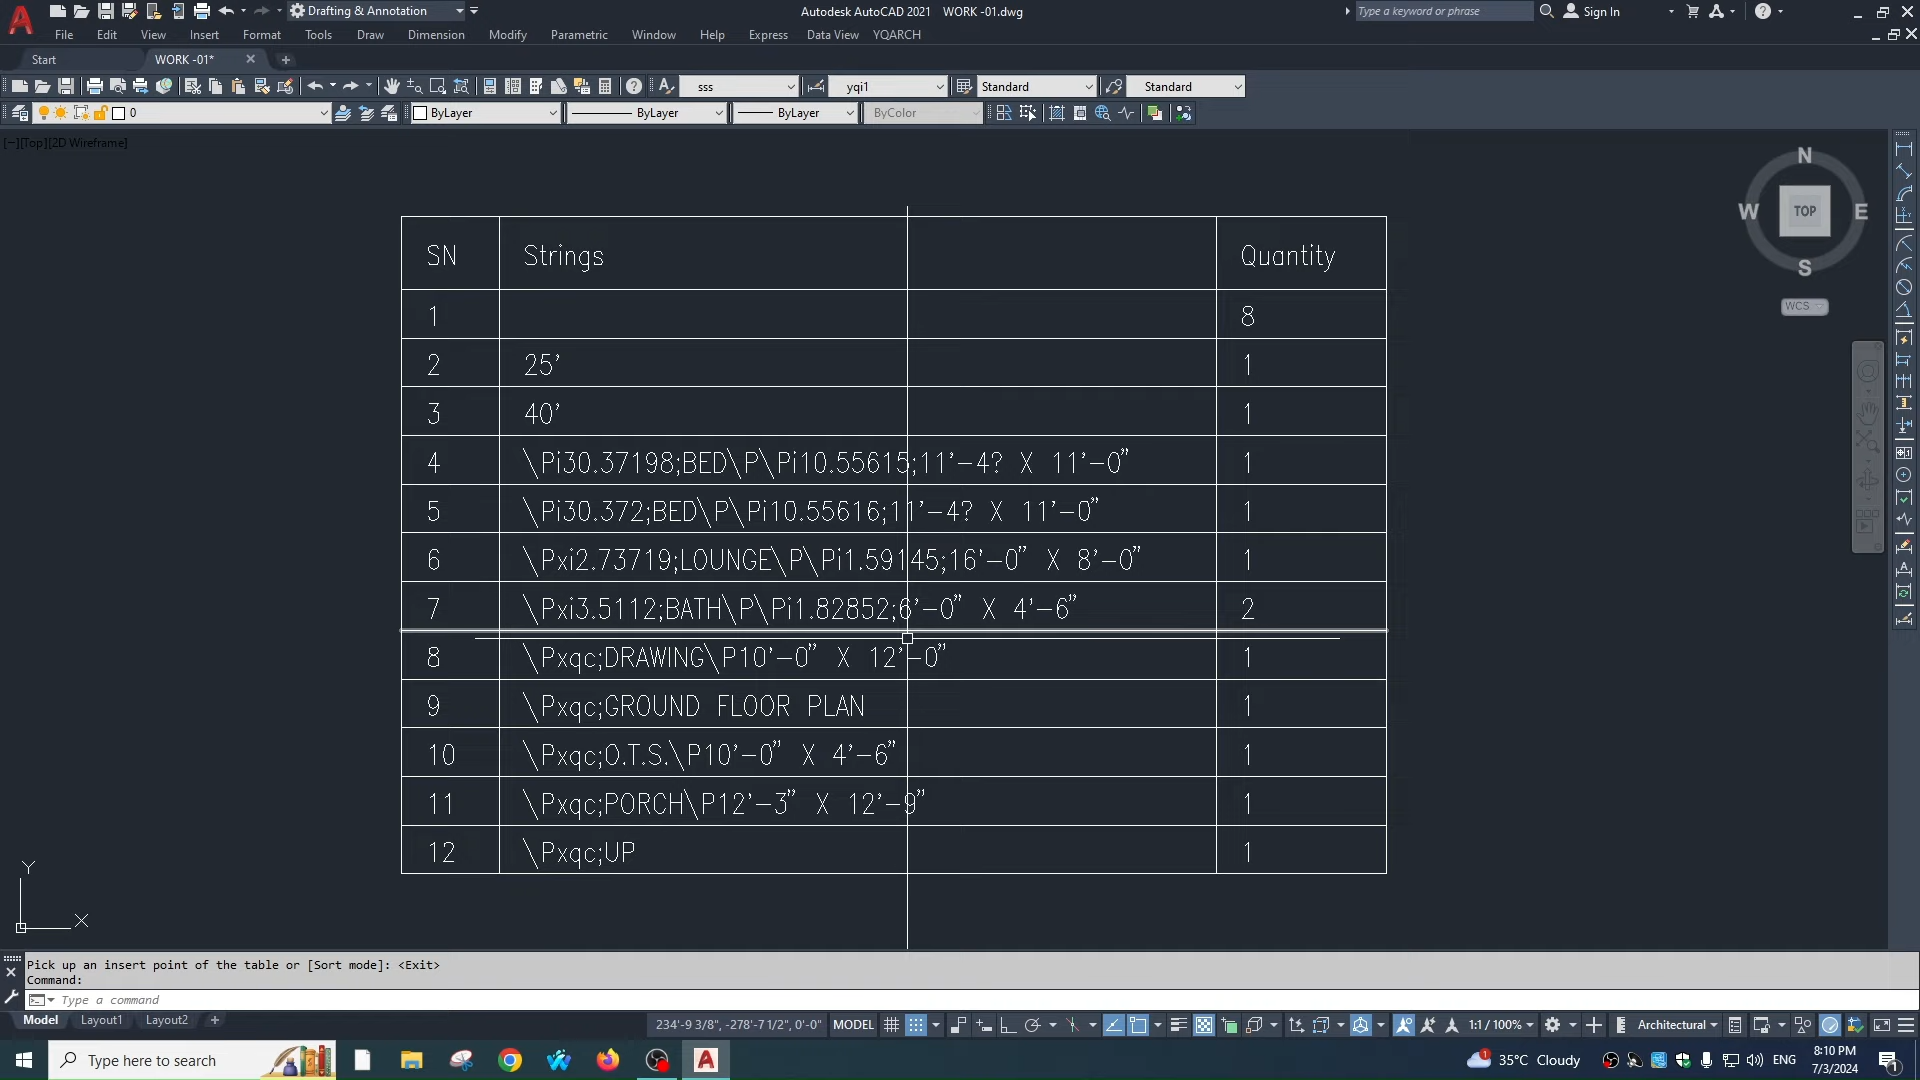 Drafting & Annotation
Autodesk AutoCAD 2021 WORK -01.dwg
Type a keyword or phrase
Sign In
File Edit View Insert Format Tools Draw Dimension Modify Parametric Window Help Express Data View YQARCH
Start WORK -01*
sss yqi1 Standard Standard
0 ByLayer ByLayer ByLayer ByColor
[−][Top][2D Wireframe]
N
W TOP E
S
WCS
SN Strings Quantity
1 8
2 25' 1
3 40' 1
4 \Pi30.37198;BED\P\Pi10.55615;11'-4? X 11'-0" 1
5 \Pi30.372;BED\P\Pi10.55616;11'-4? X 11'-0" 1
6 \Pxi2.73719;LOUNGE\P\Pi1.59145;16'-0" X 8'-0" 1
7 \Pxi3.5112;BATH\P\Pi1.82852;6'-0" X 4'-6" 2
8 \Pxqc;DRAWING\P10'-0" X 12'-0" 1
9 \Pxqc;GROUND FLOOR PLAN 1
10 \Pxqc;O.T.S.\P10'-0" X 4'-6" 1
11 \Pxqc;PORCH\P12'-3" X 12'-9" 1
12 \Pxqc;UP 1
Y
X
Pick up an insert point of the table or [Sort mode]: <Exit>
Command:
Type a command
Model Layout1 Layout2
234'-9 3/8", -278'-7 1/2", 0'-0" MODEL 1:1 / 100% Architectural
Type here to search
35°C Cloudy
ENG
8:10 PM
7/3/2024